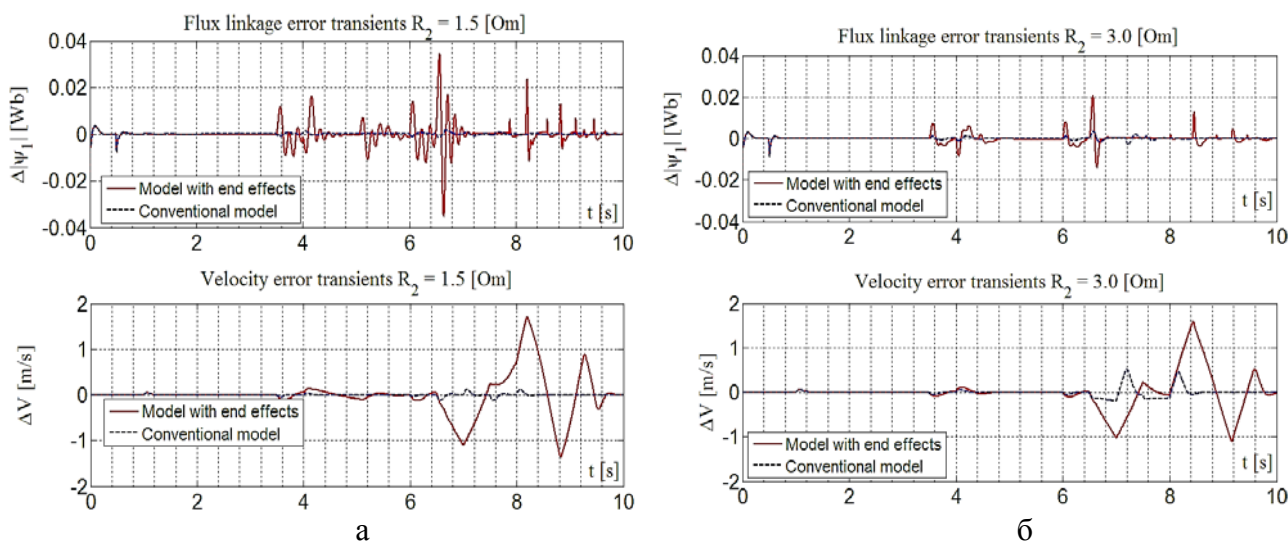 Flux linkage error transients R₂ = 1.5 [Om]
Δ|ψ₁| [Wb]
0.04
0.02
0
-0.02
-0.04
Model with end effects
Conventional model
t [s]
0 2 4 6 8 10
Velocity error transients R₂ = 1.5 [Om]
ΔV [m/s]
2
1
0
-1
-2
Model with end effects
Conventional model
t [s]
0 2 4 6 8 10
а
Flux linkage error transients R₂ = 3.0 [Om]
Δ|ψ₁| [Wb]
0.04
0.02
0
-0.02
-0.04
Model with end effects
Conventional model
t [s]
0 2 4 6 8 10
Velocity error transients R₂ = 3.0 [Om]
ΔV [m/s]
2
1
0
-1
-2
Model with end effects
Conventional model
t [s]
0 2 4 6 8 10
б